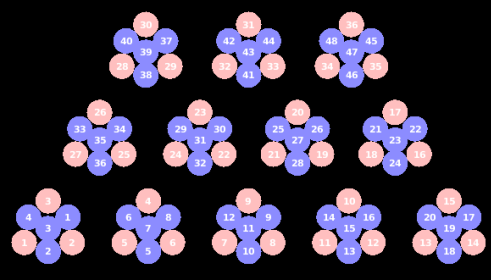 30 31 36
40 37 42 44 48 45
39 43 47
28 29 32 33 34 35
38 41 46
26 23 20 17
33 34 29 30 25 26 21 22
35 31 27 23
27 25 24 22 21 19 18 16
36 32 28 24
3 4 9 10 15
4 1 6 8 12 9 14 16 20 17
3 7 11 15 19
1 2 5 6 7 8 11 12 13 14
2 5 10 13 18